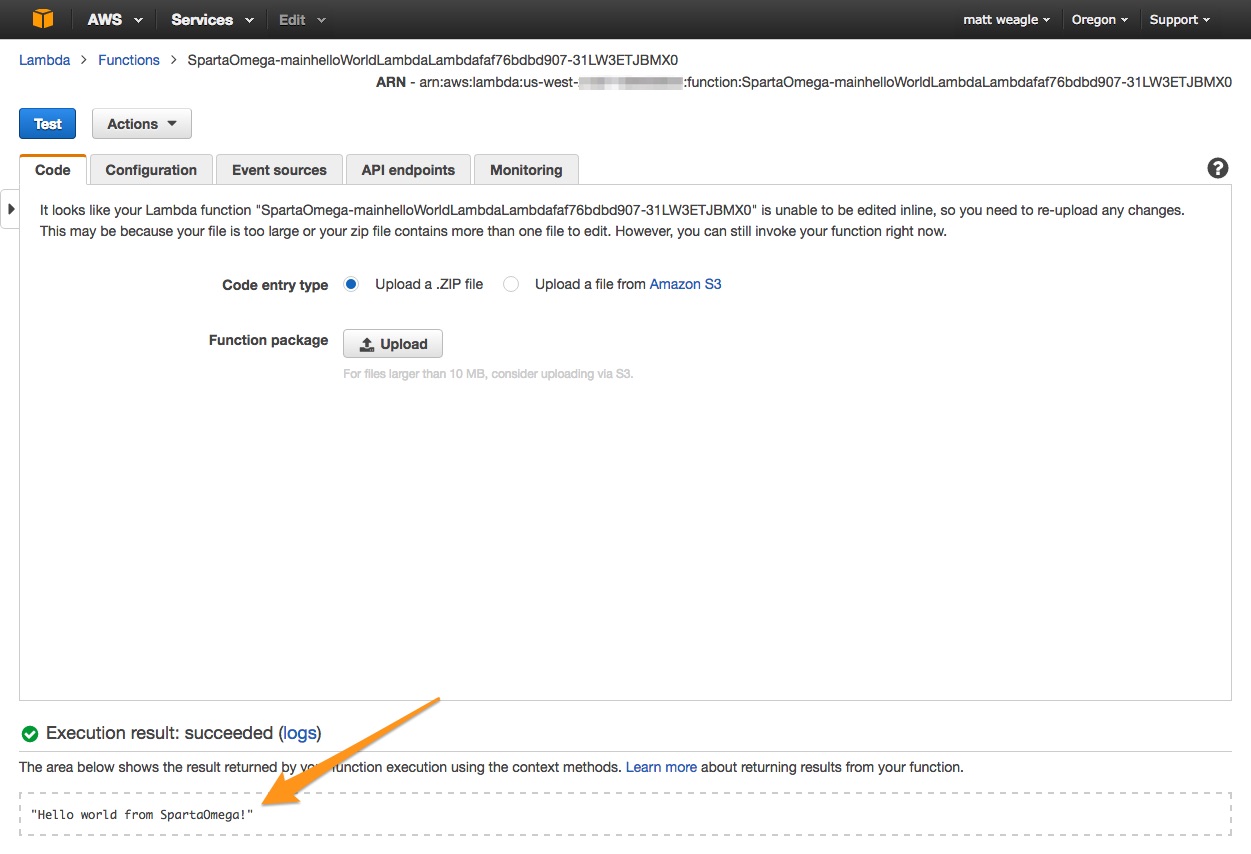 AWS Services Edit matt weagle Oregon Support
Lambda Functions SpartaOmega-mainhelloWorldLambdaLambdafaf76bdbd907-31LW3ETJBMX0
ARN - arn:aws:lambda:us-west- :function:SpartaOmega-mainhelloWorldLambdaLambdafaf76bdbd907-31LW3ETJBMX0
Test Actions
Code Configuration Event sources API endpoints Monitoring ?
It looks like your Lambda function "SpartaOmega-mainhelloWorldLambdaLambdafaf76bdbd907-31LW3ETJBMX0" is unable to be edited inline, so you need to re-upload any changes.
This may be because your file is too large or your zip file contains more than one file to edit. However, you can still invoke your function right now.
Code entry type Upload a .ZIP file Upload a file from Amazon S3
Function package Upload
For files larger than 10 MB, consider uploading via S3.
Execution result: succeeded (logs)
The area below shows the result returned by function execution using the context methods. Learn more about returning results from your function.
"Hello world from SpartaOmega!"